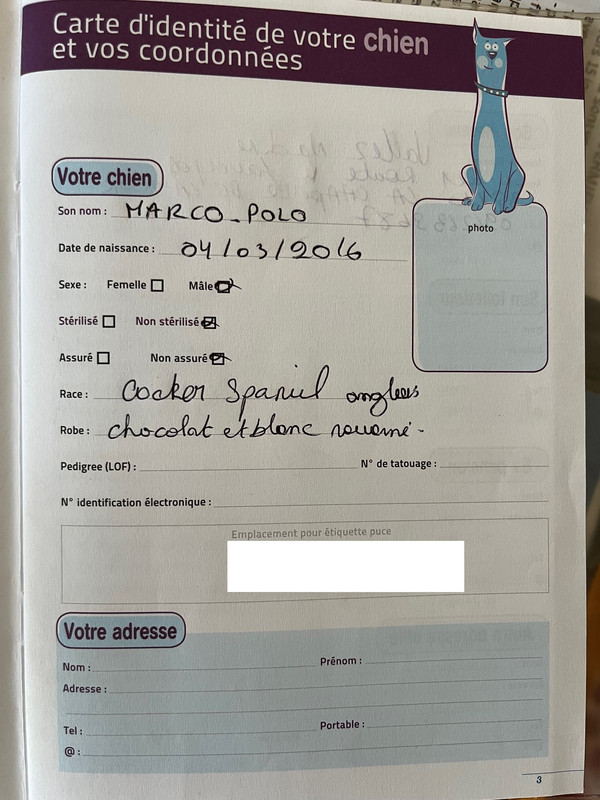 Carte d'identité de votre chien
et vos coordonnées
photo
Votre chien
Son nom : MARCO-POLO
Date de naissance : 04/03/2016
Sexe : Femelle Mâle
Stérilisé Non stérilisé
Assuré Non assuré
Race : Cocker Spaniel anglais
Robe : chocolat et blanc rouanné -
Pedigree (LOF) : N° de tatouage :
N° identification électronique :
Emplacement pour étiquette puce
Votre adresse
Nom : Prénom :
Adresse :
Tel : Portable :
@ :
3